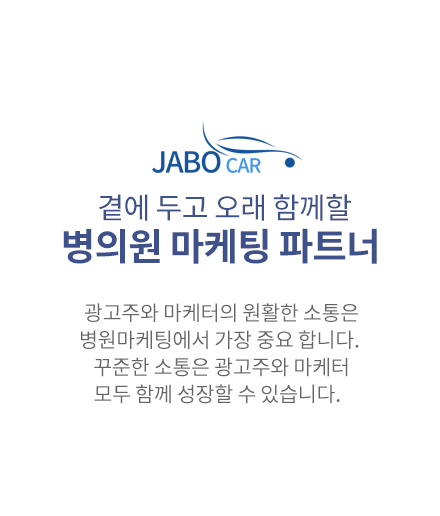 JABO CAR
곁에 두고 오래 함께할
병의원 마케팅 파트너
광고주와 마케터의 원활한 소통은
병원마케팅에서 가장 중요 합니다.
꾸준한 소통은 광고주와 마케터
모두 함께 성장할 수 있습니다.